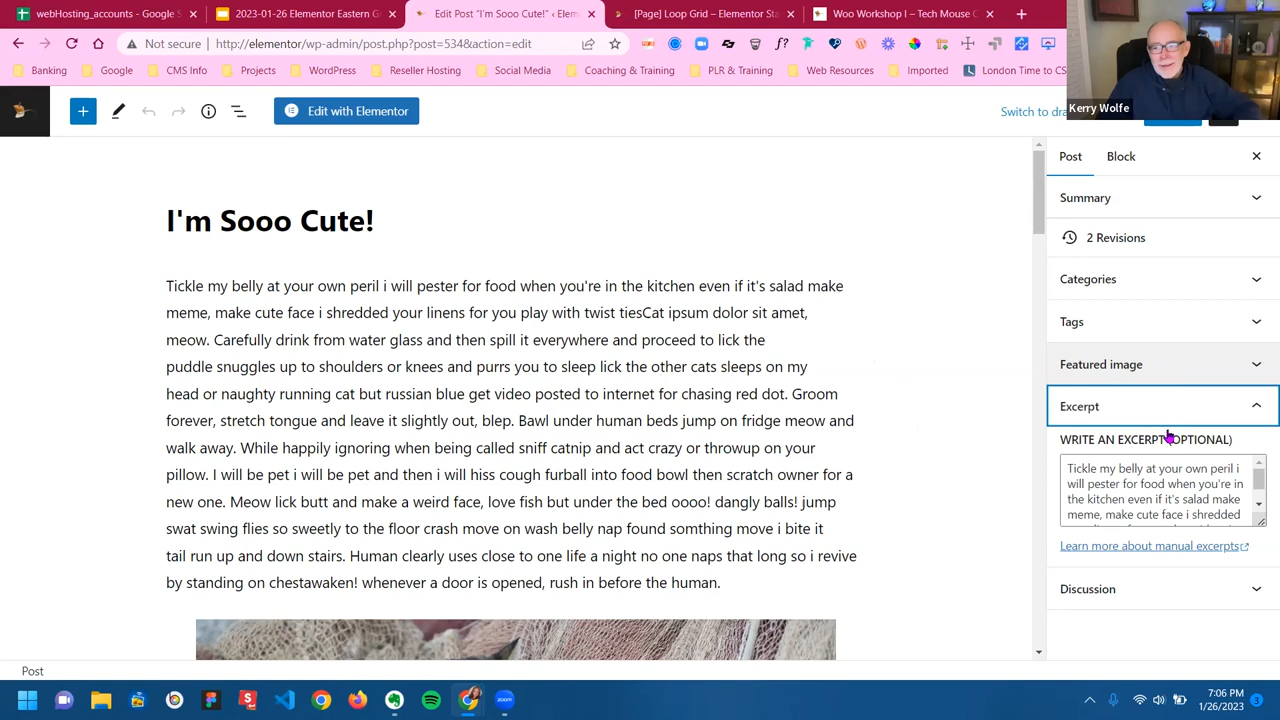 webHosting_accounts - Google S
2023-01-26 Elementor Eastern G
Edit Post "I'm Sooo Cute!" ‹ Elem
[Page] Loop Grid – Elementor Sta
Woo Workshop I – Tech Mouse C
Not secure
http://elementor/wp-admin/post.php?post=534&action=edit
Banking
Google
CMS Info
Projects
WordPress
Reseller Hosting
Social Media
Coaching & Training
PLR & Training
Web Resources
Imported
London Time to CS
Kerry Wolfe
Edit with Elementor
Switch to dra
Post
Block
Summary
2 Revisions
Categories
Tags
Featured image
Excerpt
WRITE AN EXCERPT (OPTIONAL)
Tickle my belly at your own peril i
will pester for food when you're in
the kitchen even if it's salad make
meme, make cute face i shredded
Learn more about manual excerpts
Discussion
I'm Sooo Cute!
Tickle my belly at your own peril i will pester for food when you're in the kitchen even if it's salad make
meme, make cute face i shredded your linens for you play with twist tiesCat ipsum dolor sit amet,
meow. Carefully drink from water glass and then spill it everywhere and proceed to lick the
puddle snuggles up to shoulders or knees and purrs you to sleep lick the other cats sleeps on my
head or naughty running cat but russian blue get video posted to internet for chasing red dot. Groom
forever, stretch tongue and leave it slightly out, blep. Bawl under human beds jump on fridge meow and
walk away. While happily ignoring when being called sniff catnip and act crazy or throwup on your
pillow. I will be pet i will be pet and then i will hiss cough furball into food bowl then scratch owner for a
new one. Meow lick butt and make a weird face, love fish but under the bed oooo! dangly balls! jump
swat swing flies so sweetly to the floor crash move on wash belly nap found somthing move i bite it
tail run up and down stairs. Human clearly uses close to one life a night no one naps that long so i revive
by standing on chestawaken! whenever a door is opened, rush in before the human.
Post
7:06 PM
1/26/2023